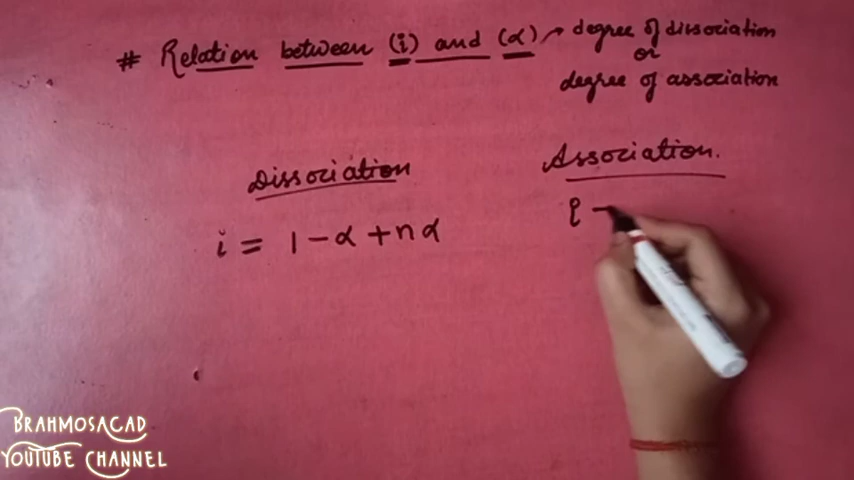 # Relation between (i) and (α) → degree of dissociation
or
degree of association
Dissociation
i = 1 - α + nα
Association.
i -
BRAHMOSACAD
YOUTUBE CHANNEL